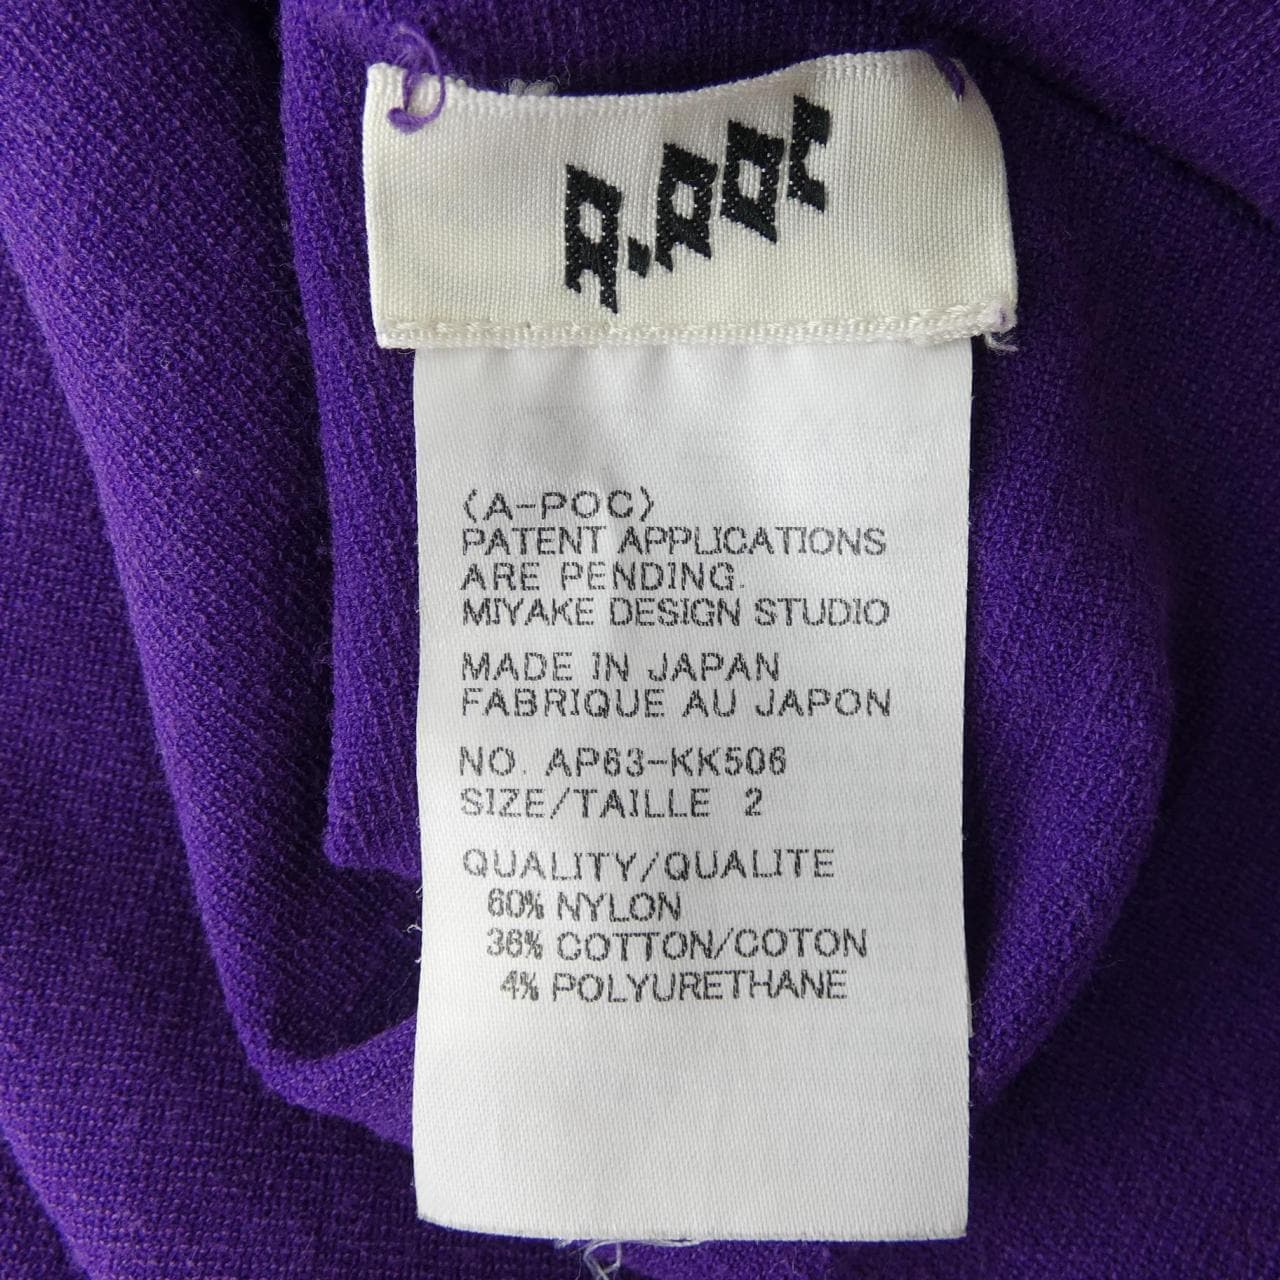 A.POC
〈A-POC〉
PATENT APPLICATIONS
ARE PENDING.
MIYAKE DESIGN STUDIO
MADE IN JAPAN
FABRIQUE AU JAPON
NO. AP63-KK506
SIZE/TAILLE 2
QUALITY/QUALITE
60% NYLON
36% COTTON/COTON
4% POLYURETHANE